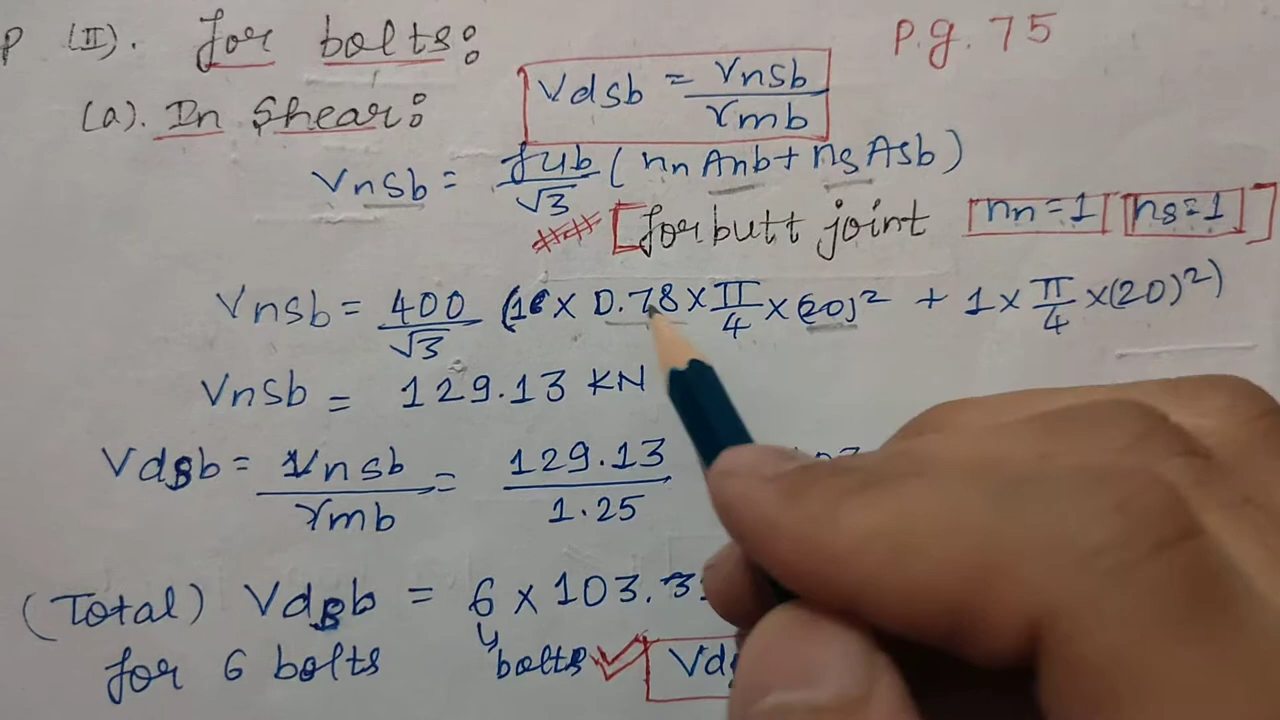 P (II). for bolts:
P.g. 75
(a). In Shear:
Vdsb = Vnsb / γmb
Vnsb = fub / √3 ( nn Anb + ns Asb )
[ for butt joint nn = 1 ns = 1 ]
Vnsb = 400 / √3 (1 × 0.78 × π/4 × (20)² + 1 × π/4 × (20)²)
Vnsb = 129.13 KN
Vdsb = Vnsb / γmb = 129.13 / 1.25
(Total) Vdsb = 6 × 103.3
for 6 bolts
bolts